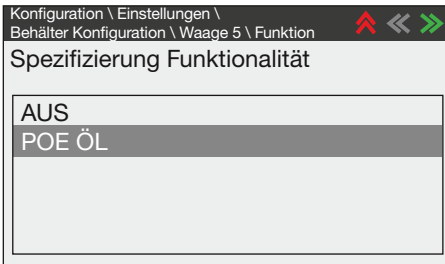 Konfiguration \ Einstellungen \
Behälter Konfiguration \ Waage 5 \ Funktion
Spezifizierung Funktionalität
AUS
POE ÖL